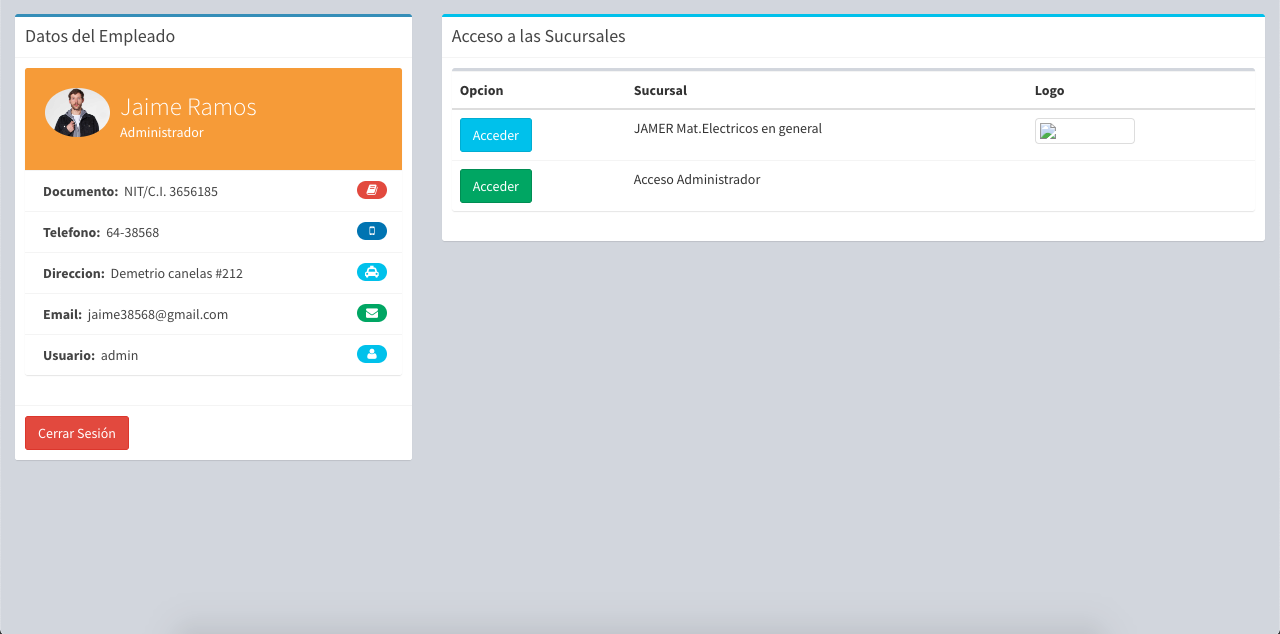 Datos del Empleado
Jaime Ramos
Administrador
Documento: NIT/C.I. 3656185
Telefono: 64-38568
Direccion: Demetrio canelas #212
Email: jaime38568@gmail.com
Usuario: admin
Cerrar Sesión
Acceso a las Sucursales
Opcion Sucursal Logo
Acceder JAMER Mat.Electricos en general
Acceder Acceso Administrador